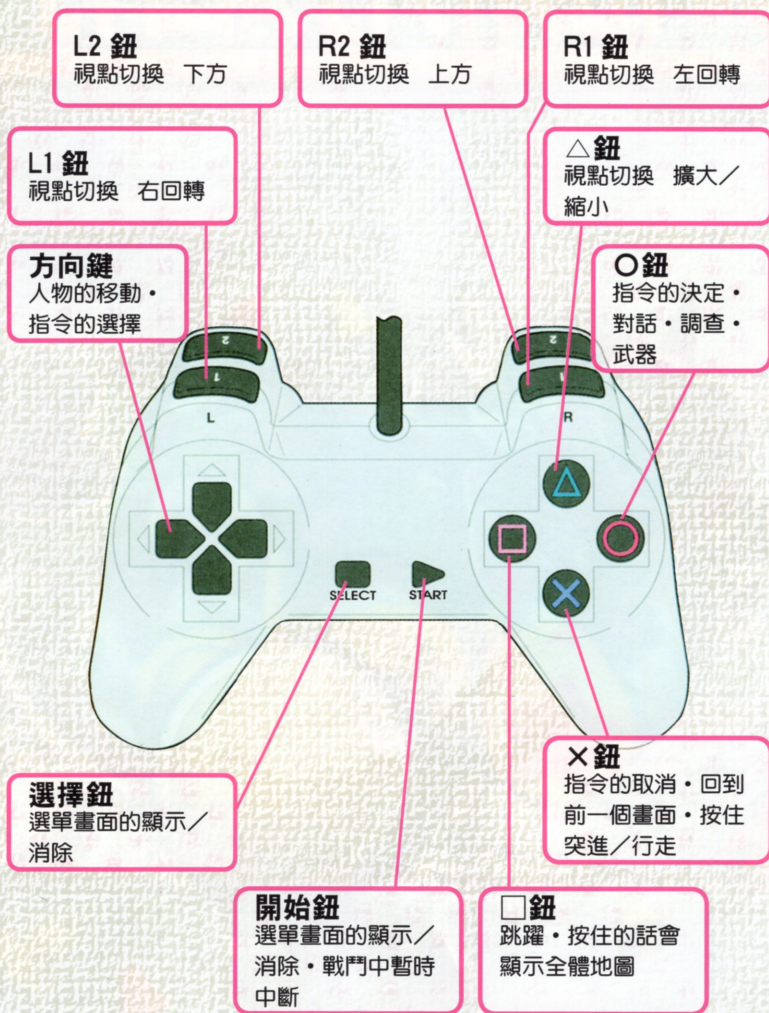 L2 鈕
視點切換 下方
R2 鈕
視點切換 上方
R1 鈕
視點切換 左回轉
L1 鈕
視點切換 右回轉
△鈕
視點切換 擴大／
縮小
方向鍵
人物的移動・
指令的選擇
○鈕
指令的決定・
對話・調查・
武器
2
1
L
2
1
R
SELECT
START
選擇鈕
選單畫面的顯示／
消除
×鈕
指令的取消・回到
前一個畫面・按住
突進／行走
開始鈕
選單畫面的顯示／
消除・戰鬥中暫時
中斷
□鈕
跳躍・按住的話會
顯示全體地圖